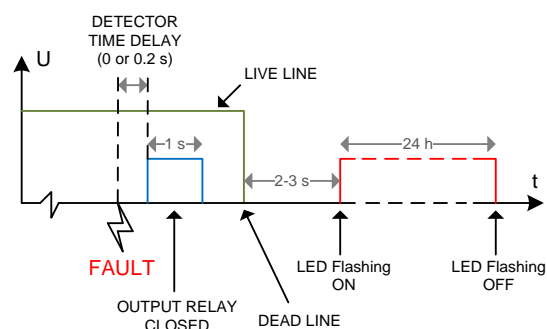 DETECTOR
TIME DELAY
(0 or 0.2 s)
U
LIVE LINE
1 s
24 h
2-3 s
t
FAULT
LED Flashing
ON
LED Flashing
OFF
OUTPUT RELAY
CLOSED
DEAD LINE